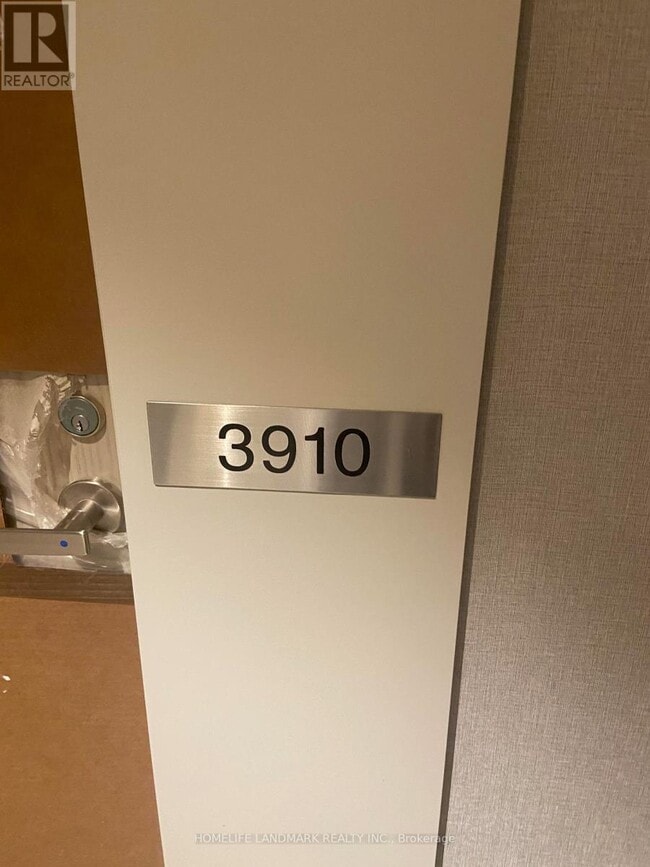 R
REALTOR®
3910
HOMELIFE LANDMARK REALTY INC., Brokerage